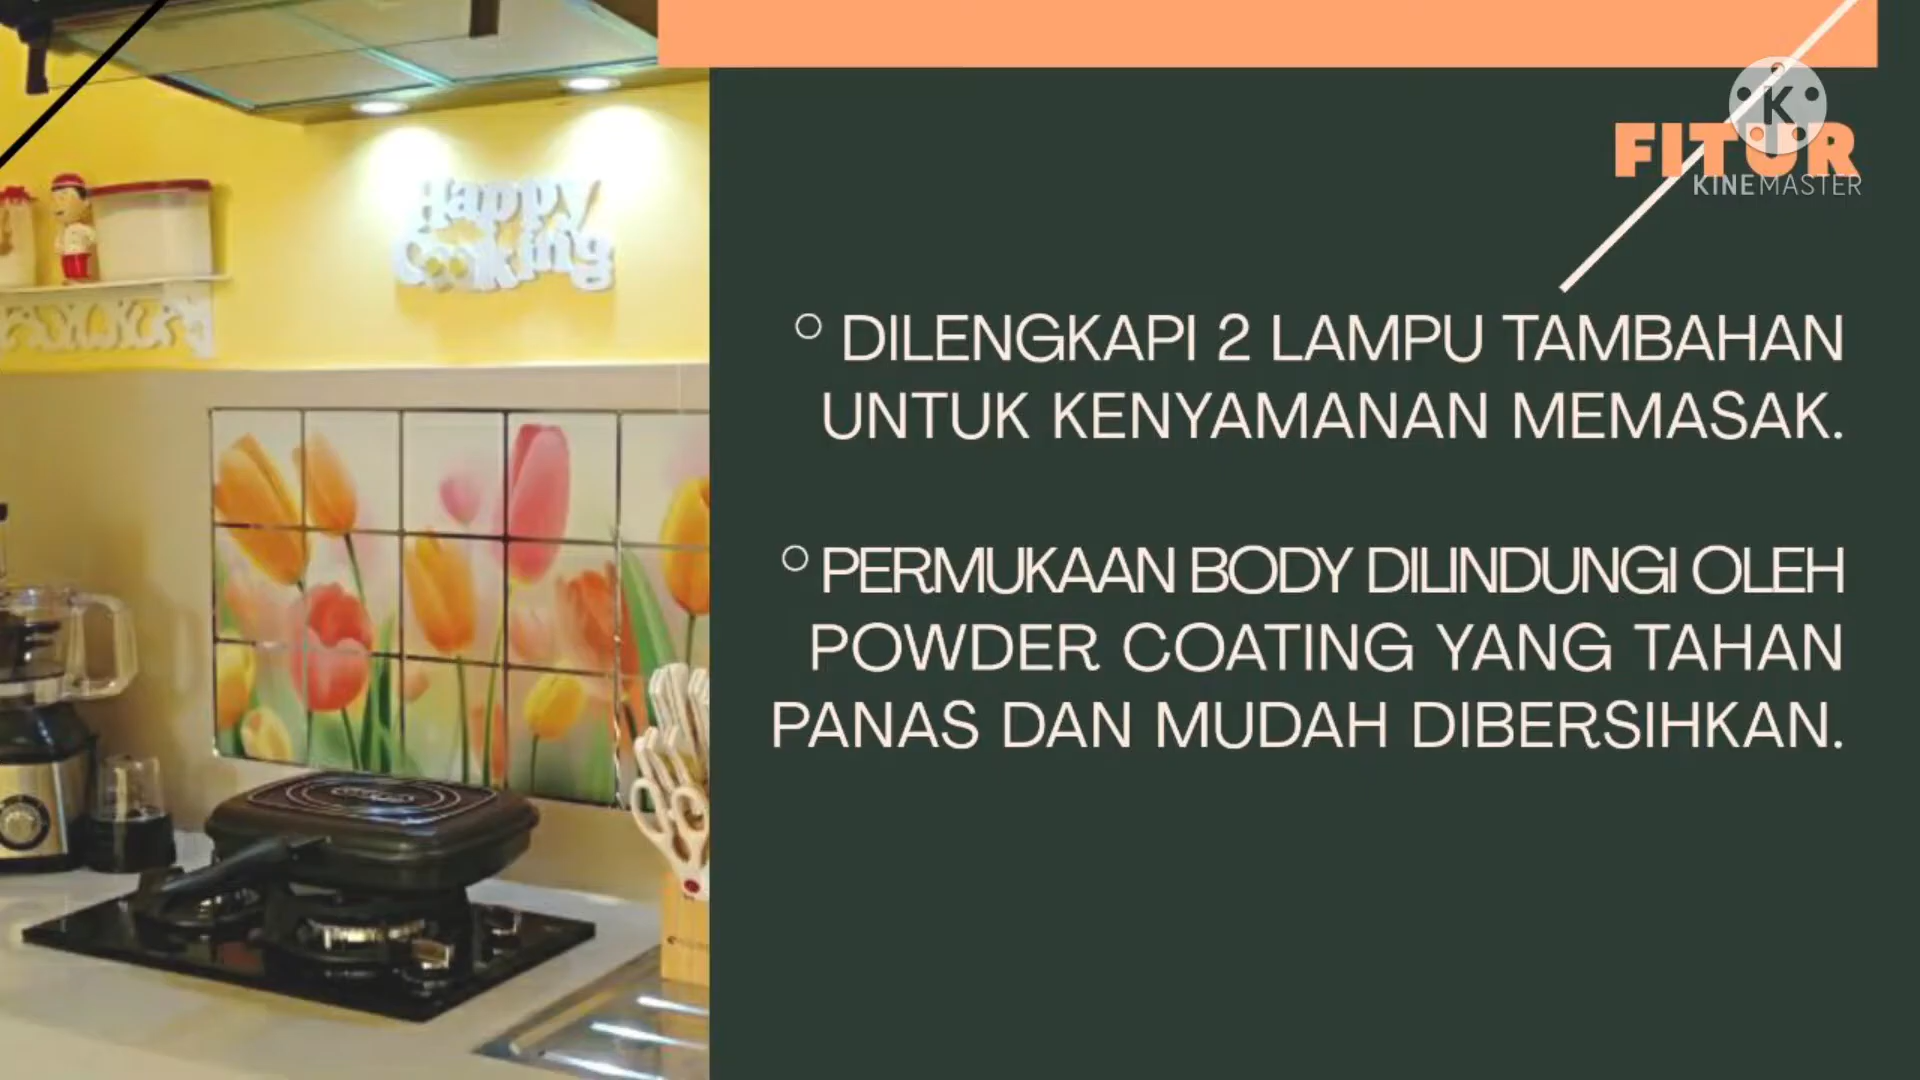 Happy
Cooking
FITUR
KINEMASTER
° DILENGKAPI 2 LAMPU TAMBAHAN
UNTUK KENYAMANAN MEMASAK.
° PERMUKAAN BODY DILINDUNGI OLEH
POWDER COATING YANG TAHAN
PANAS DAN MUDAH DIBERSIHKAN.